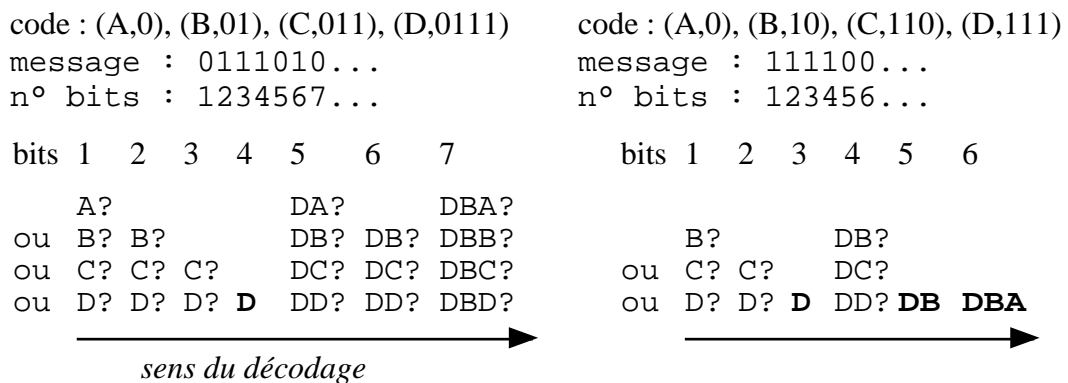 code : (A,0), (B,01), (C,011), (D,0111)
message : 0111010...
n° bits : 1234567...
bits 1 2 3 4 5 6 7
A? DA? DBA?
ou B? B? DB? DB? DBB?
ou C? C? C? DC? DC? DBC?
ou D? D? D? D DD? DD? DBD?
sens du décodage
code : (A,0), (B,10), (C,110), (D,111)
message : 111100...
n° bits : 123456...
bits 1 2 3 4 5 6
B? DB?
ou C? C? DC?
ou D? D? D DD? DB DBA